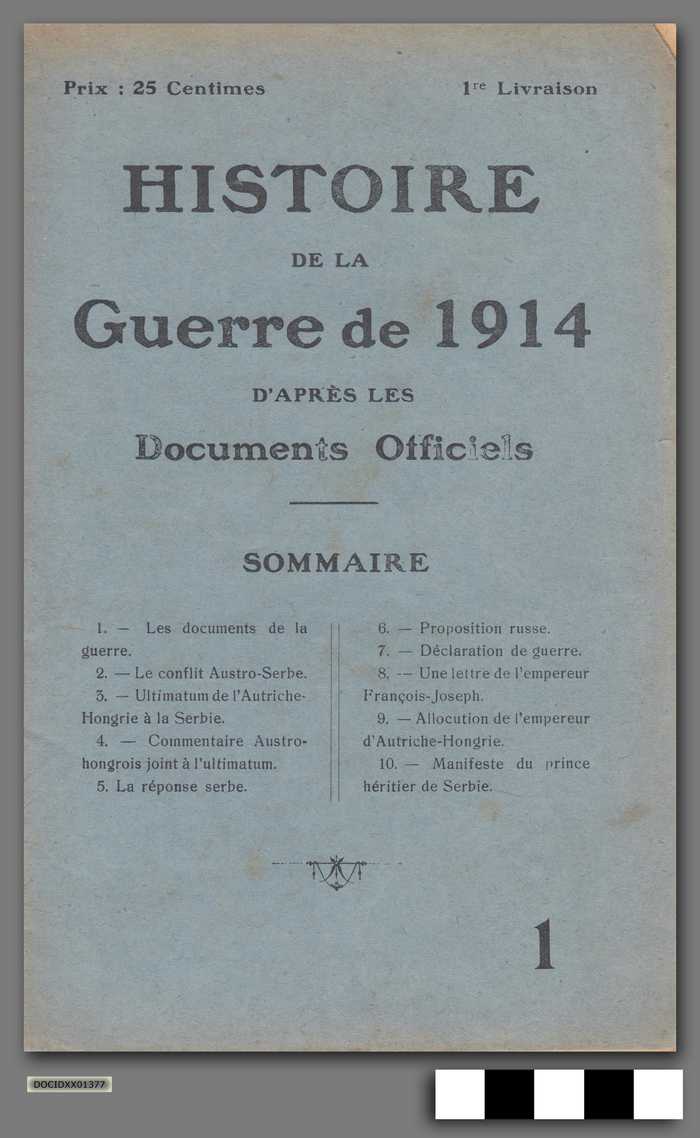 Prix : 25 Centimes
1re Livraison
HISTOIRE
DE LA
Guerre de 1914
D'APRÈS LES
Documents Officiels
SOMMAIRE
1. — Les documents de la
guerre.
2. — Le conflit Austro-Serbe.
3. — Ultimatum de l'Autriche-
Hongrie à la Serbie.
4. — Commentaire Austro-
hongrois joint à l'ultimatum.
5. La réponse serbe.
6. — Proposition russe.
7. — Déclaration de guerre.
8. — Une lettre de l'empereur
François-Joseph.
9. — Allocution de l'empereur
d'Autriche-Hongrie.
10. — Manifeste du prince
héritier de Serbie.
1
DOCIDXX01377